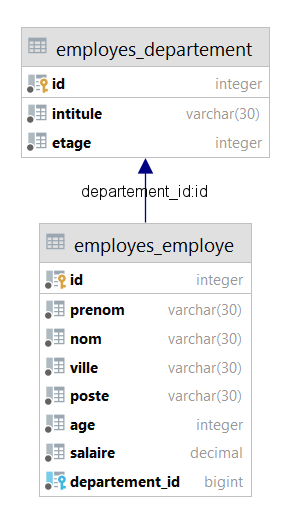 employes_departement
id integer
intitule varchar(30)
etage integer
departement_id:id
employes_employe
id integer
prenom varchar(30)
nom varchar(30)
ville varchar(30)
poste varchar(30)
age integer
salaire decimal
departement_id bigint